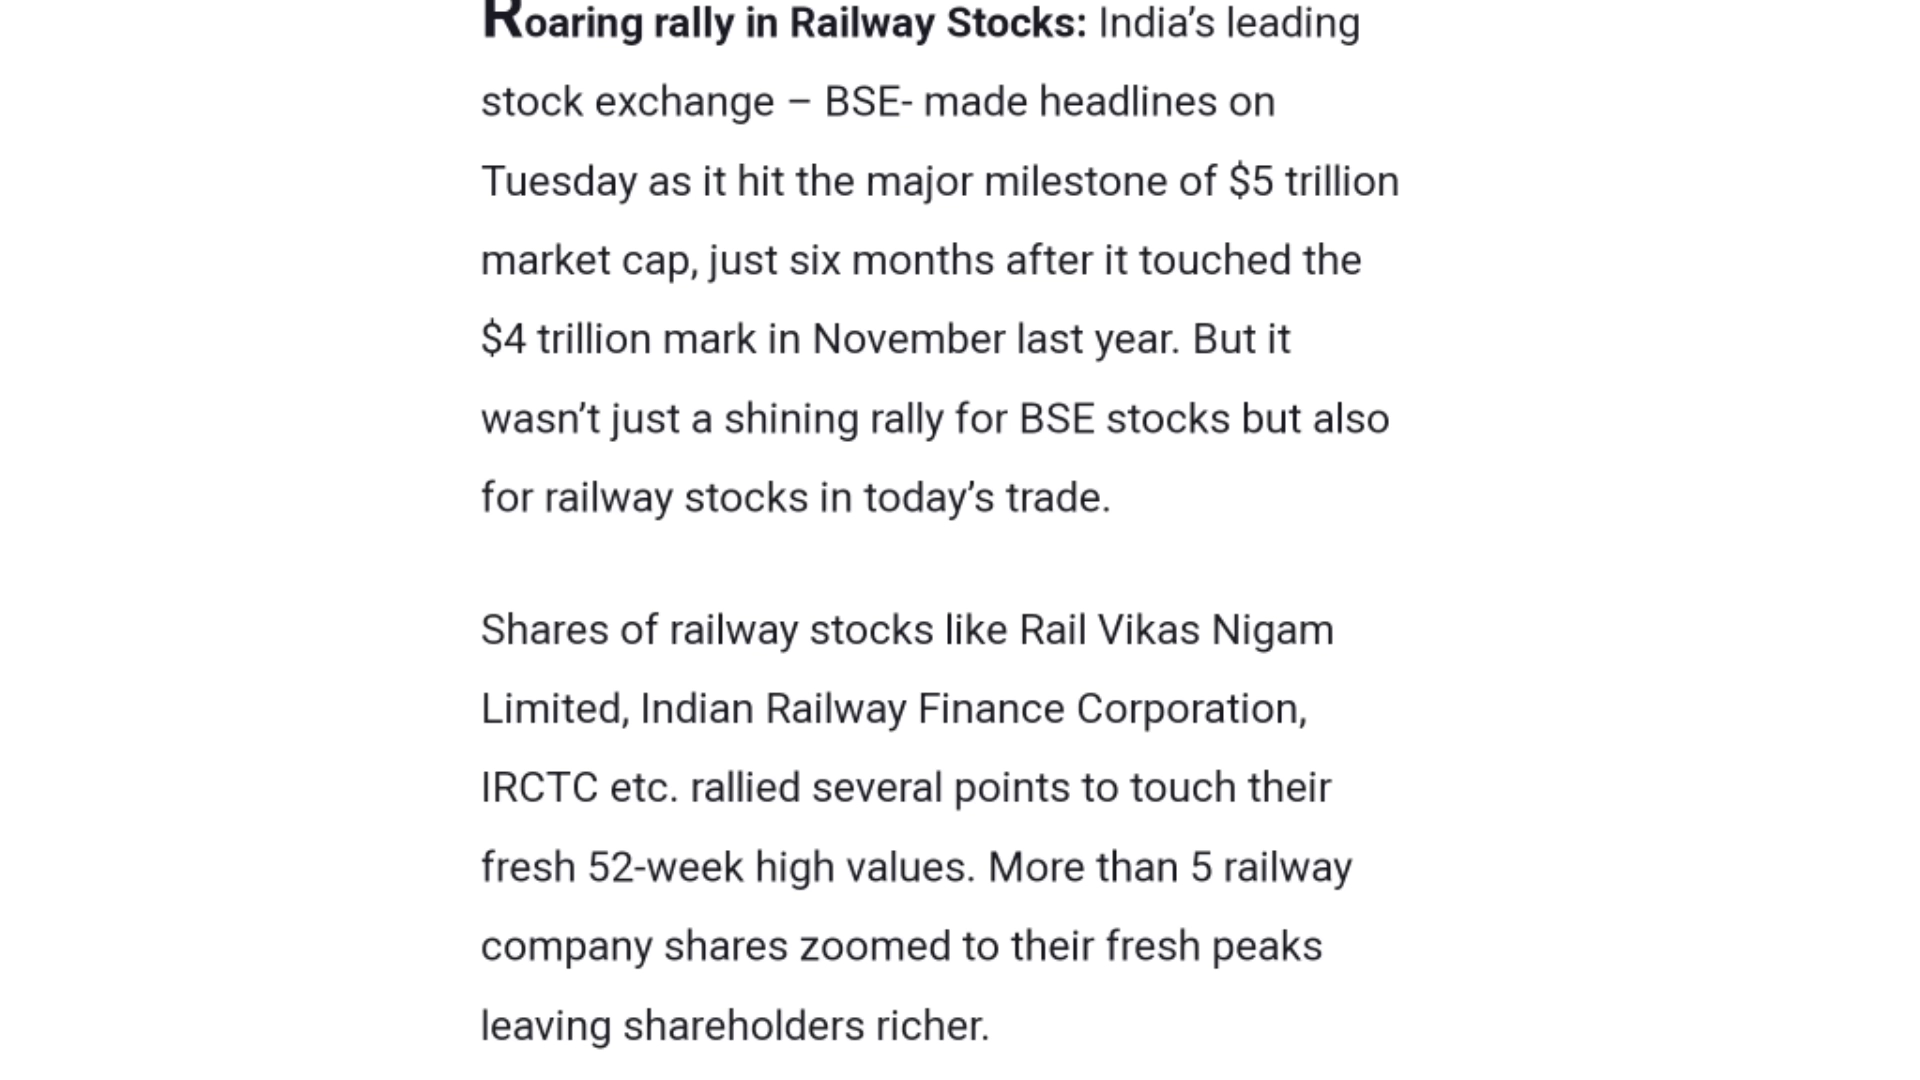 Roaring rally in Railway Stocks: India’s leading
stock exchange – BSE- made headlines on
Tuesday as it hit the major milestone of $5 trillion
market cap, just six months after it touched the
$4 trillion mark in November last year. But it
wasn’t just a shining rally for BSE stocks but also
for railway stocks in today’s trade.
Shares of railway stocks like Rail Vikas Nigam
Limited, Indian Railway Finance Corporation,
IRCTC etc. rallied several points to touch their
fresh 52-week high values. More than 5 railway
company shares zoomed to their fresh peaks
leaving shareholders richer.